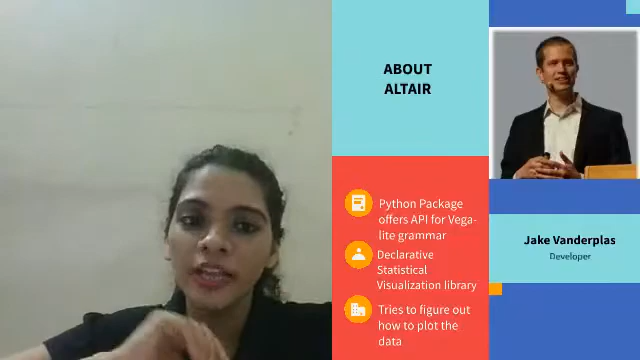 ABOUT
ALTAIR
Python Package
offers API for Vega-
lite grammar
Declarative
Statistical
Visualization library
Tries to figure out
how to plot the
data
Jake Vanderplas
Developer